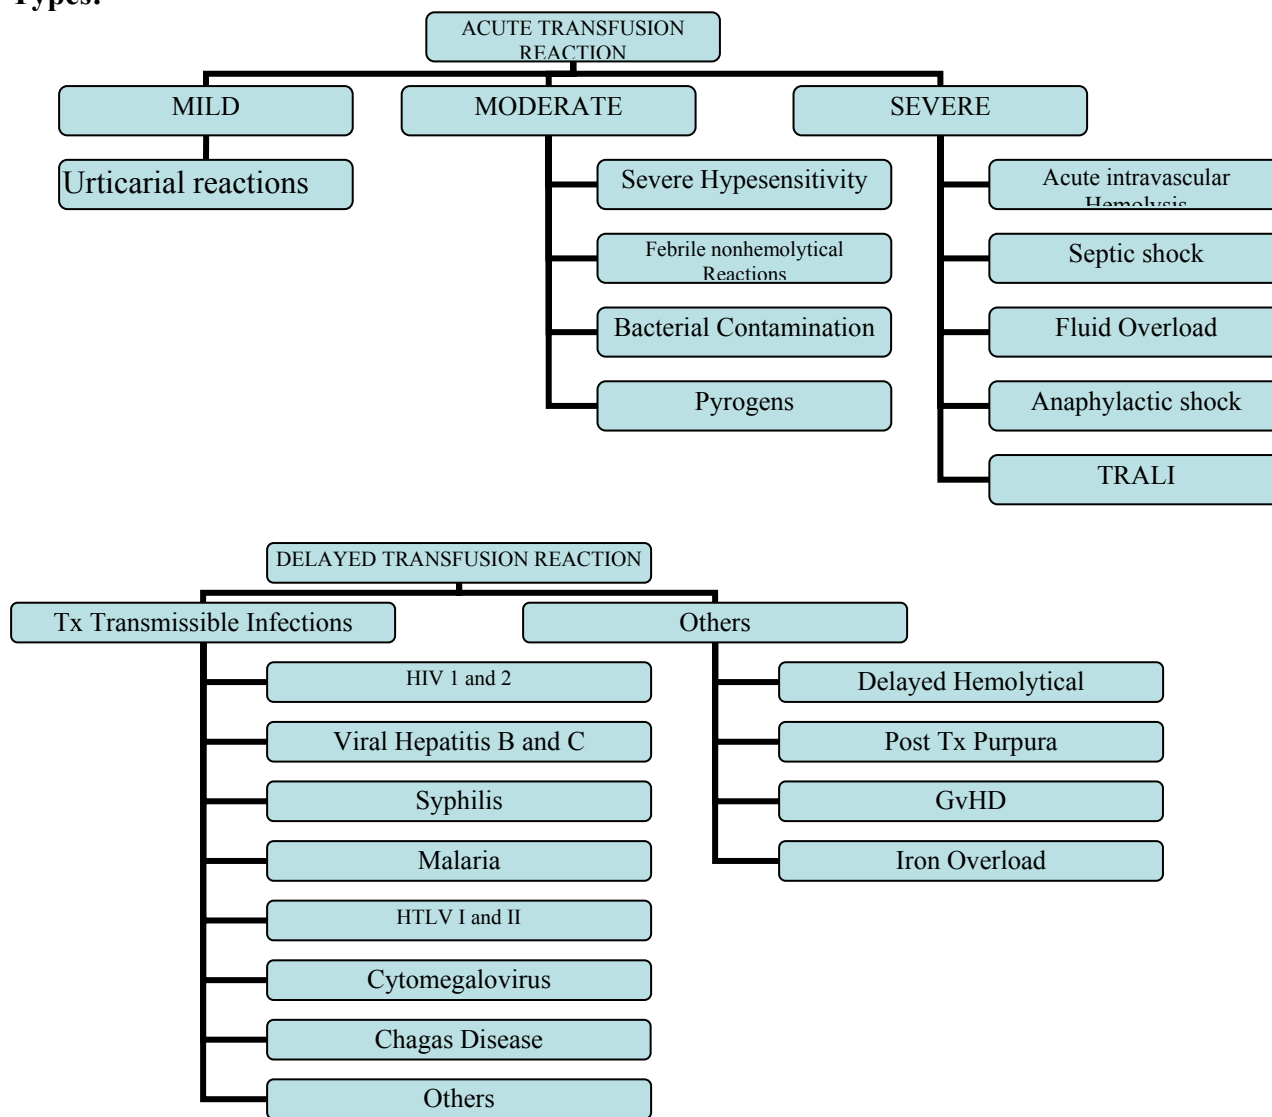 Types:
ACUTE TRANSFUSION
REACTION
MILD
MODERATE
SEVERE
Urticarial reactions
Severe Hypesensitivity
Febrile nonhemolytical
Reactions
Bacterial Contamination
Pyrogens
Acute intravascular
Hemolysis
Septic shock
Fluid Overload
Anaphylactic shock
TRALI
DELAYED TRANSFUSION REACTION
Tx Transmissible Infections
Others
HIV 1 and 2
Viral Hepatitis B and C
Syphilis
Malaria
HTLV I and II
Cytomegalovirus
Chagas Disease
Others
Delayed Hemolytical
Post Tx Purpura
GvHD
Iron Overload